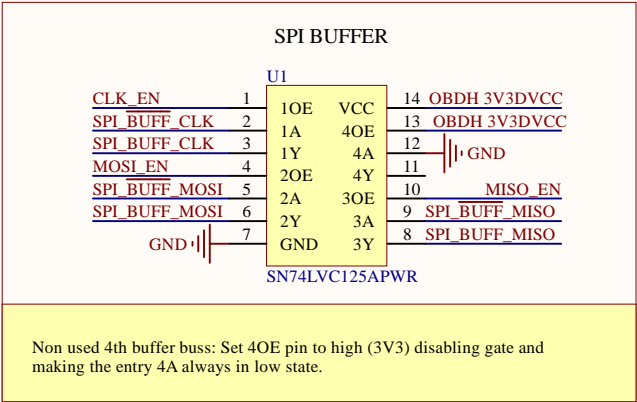 SPI BUFFER
U1
CLK_EN 1 1OE VCC 14 OBDH 3V3DVCC
SPI_BUFF_CLK 2 1A 4OE 13 OBDH 3V3DVCC
SPI_BUFF_CLK 3 1Y 4A 12 GND
MOSI_EN 4 2OE 4Y 11
SPI_BUFF_MOSI 5 2A 3OE 10 MISO_EN
SPI_BUFF_MOSI 6 2Y 3A 9 SPI_BUFF_MISO
GND 7 GND 3Y 8 SPI_BUFF_MISO
SN74LVC125APWR
Non used 4th buffer buss: Set 4OE pin to high (3V3) disabling gate and
making the entry 4A always in low state.